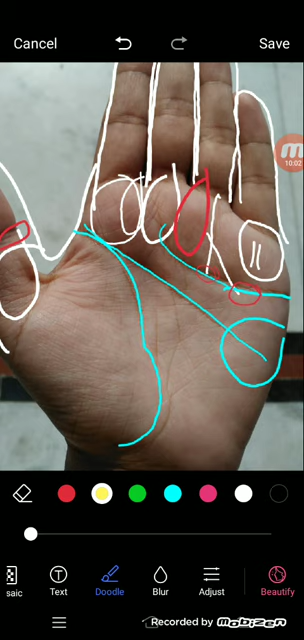 Cancel
Save
10:02
saic
Text
Doodle
Blur
Adjust
Beautify
Recorded by
MOBIZEN